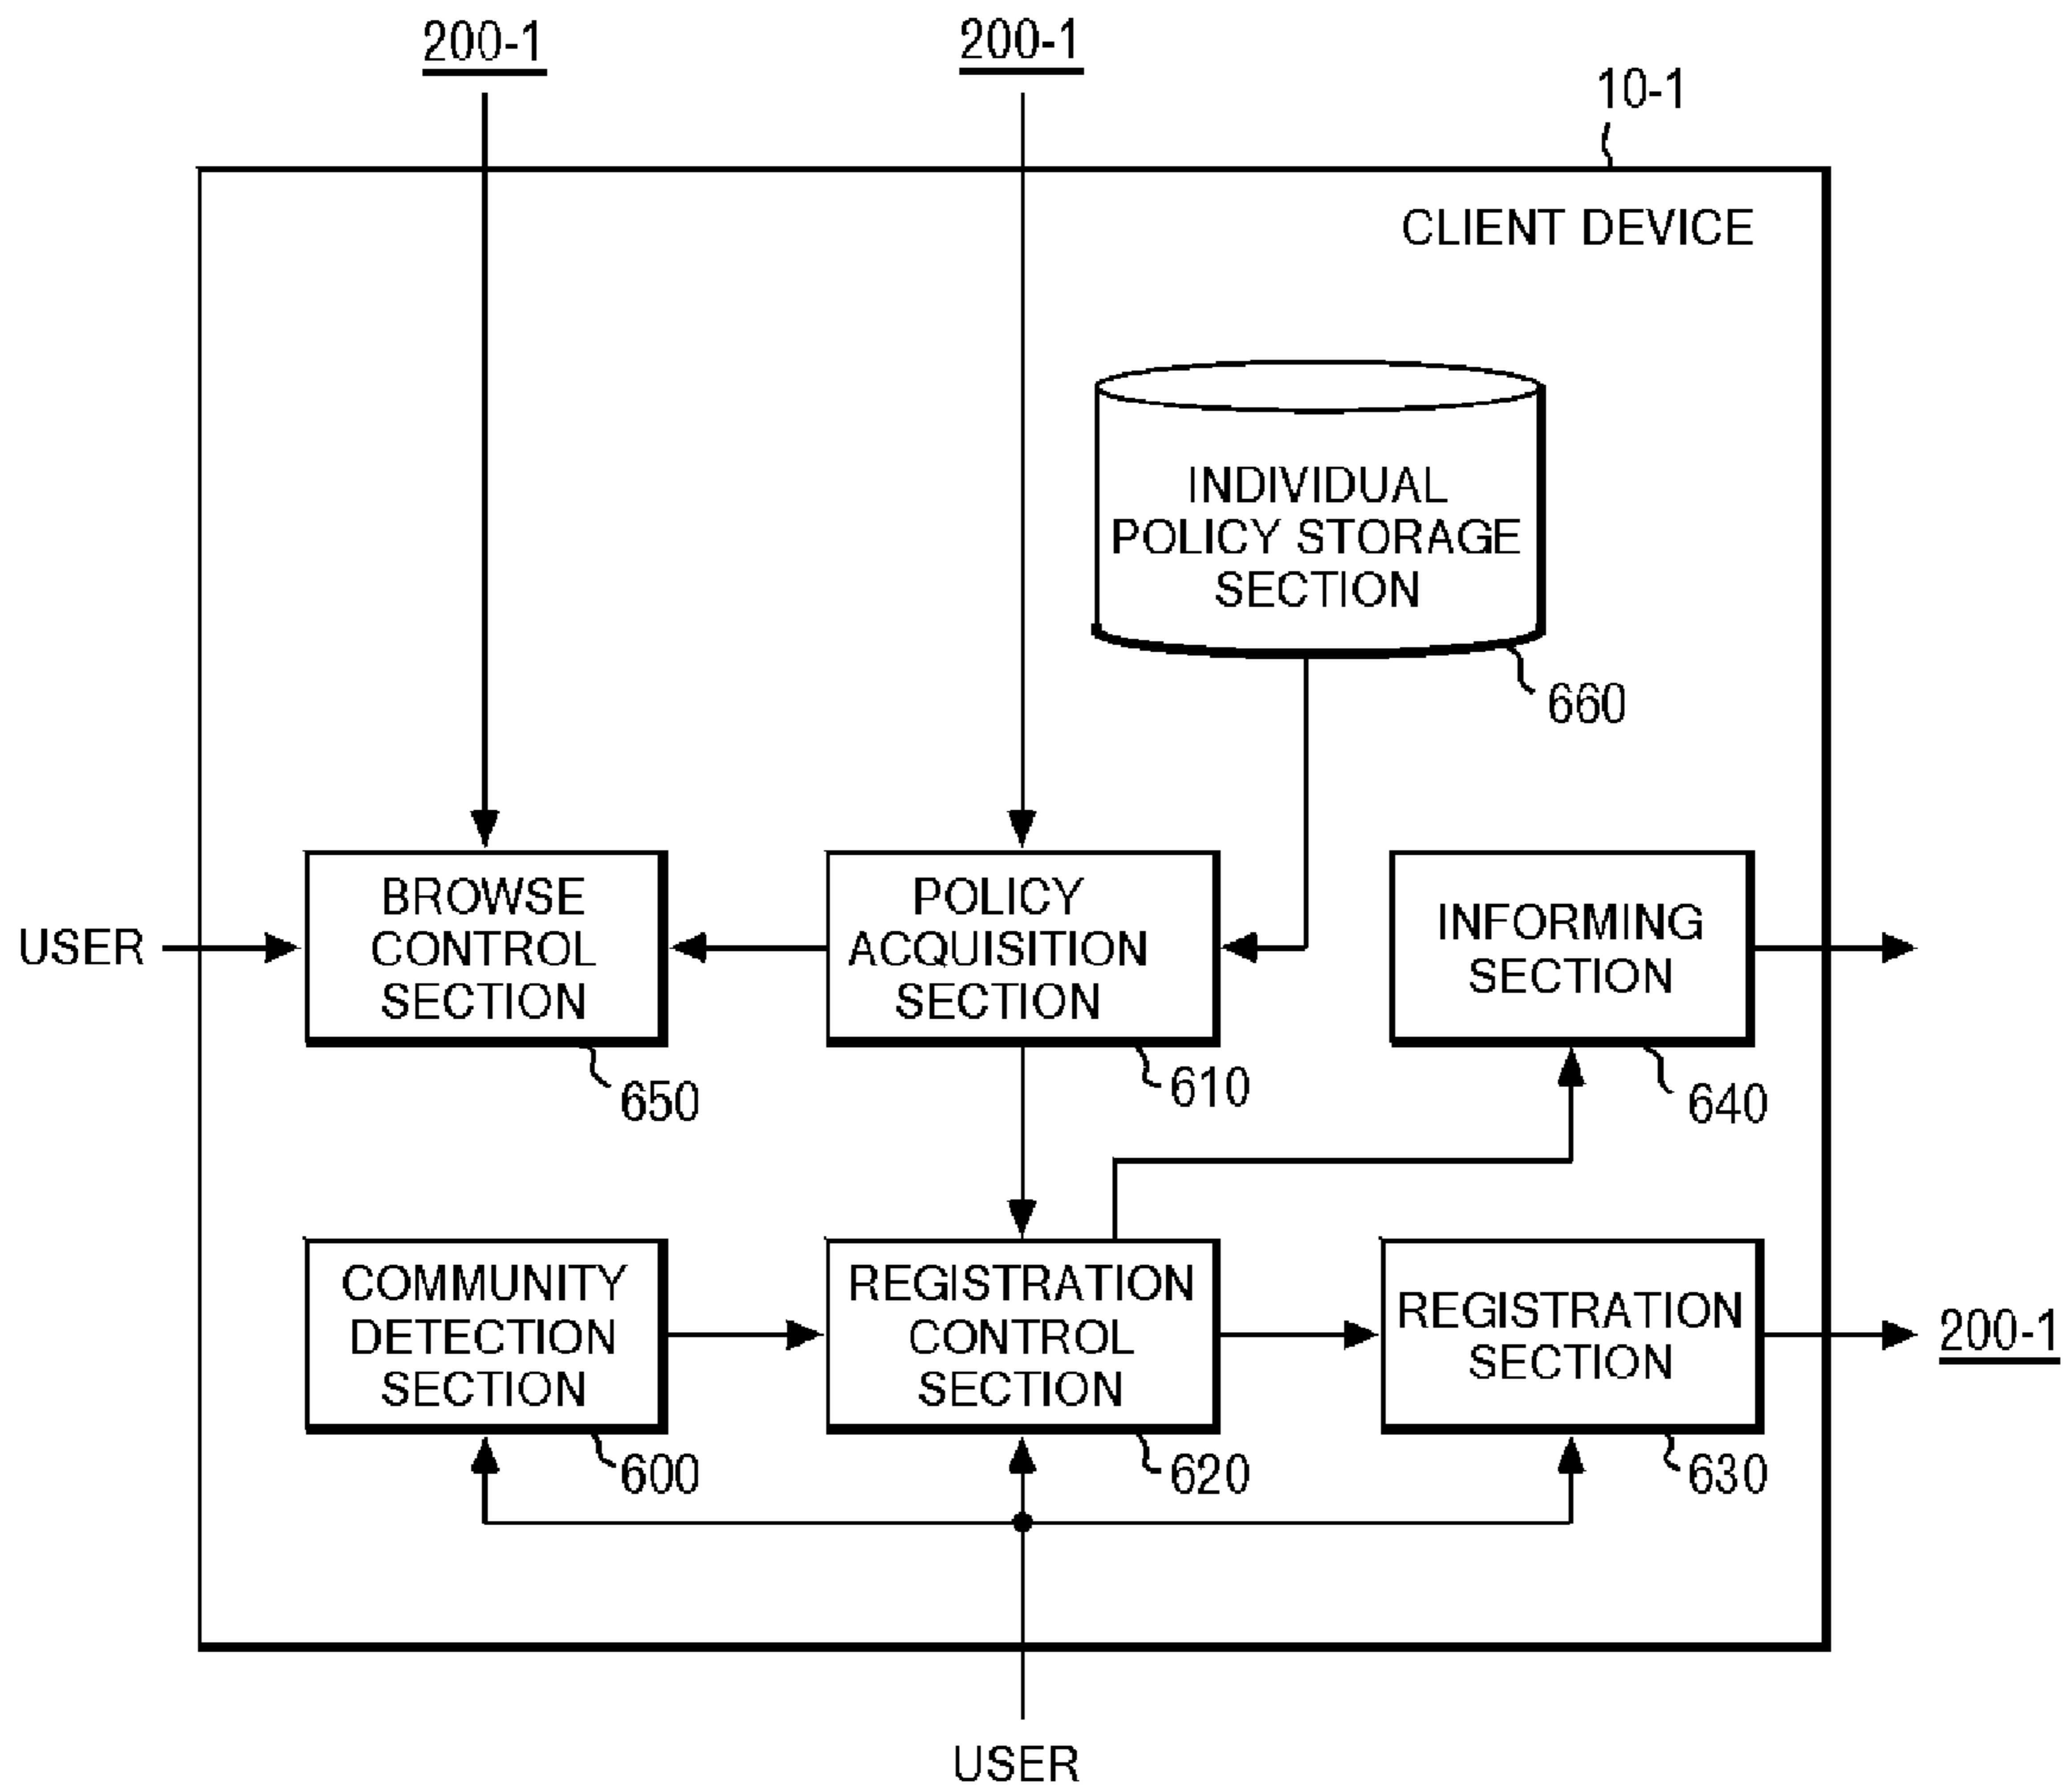 200-1
200-1
10-1
CLIENT DEVICE
INDIVIDUAL
POLICY STORAGE
SECTION
660
USER
BROWSE
CONTROL
SECTION
650
POLICY
ACQUISITION
SECTION
610
INFORMING
SECTION
640
COMMUNITY
DETECTION
SECTION
600
REGISTRATION
CONTROL
SECTION
620
REGISTRATION
SECTION
630
200-1
USER